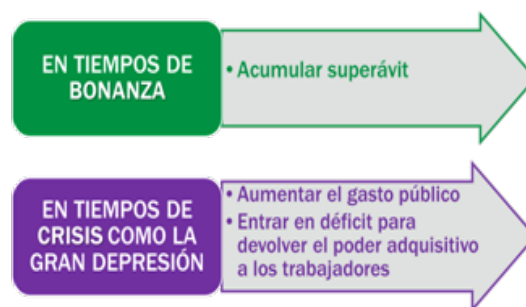 EN TIEMPOS DE
BONANZA
• Acumular superávit
EN TIEMPOS DE
CRISIS COMO LA
GRAN DEPRESIÓN
• Aumentar el gasto público
• Entrar en déficit para
devolver el poder adquisitivo
a los trabajadores